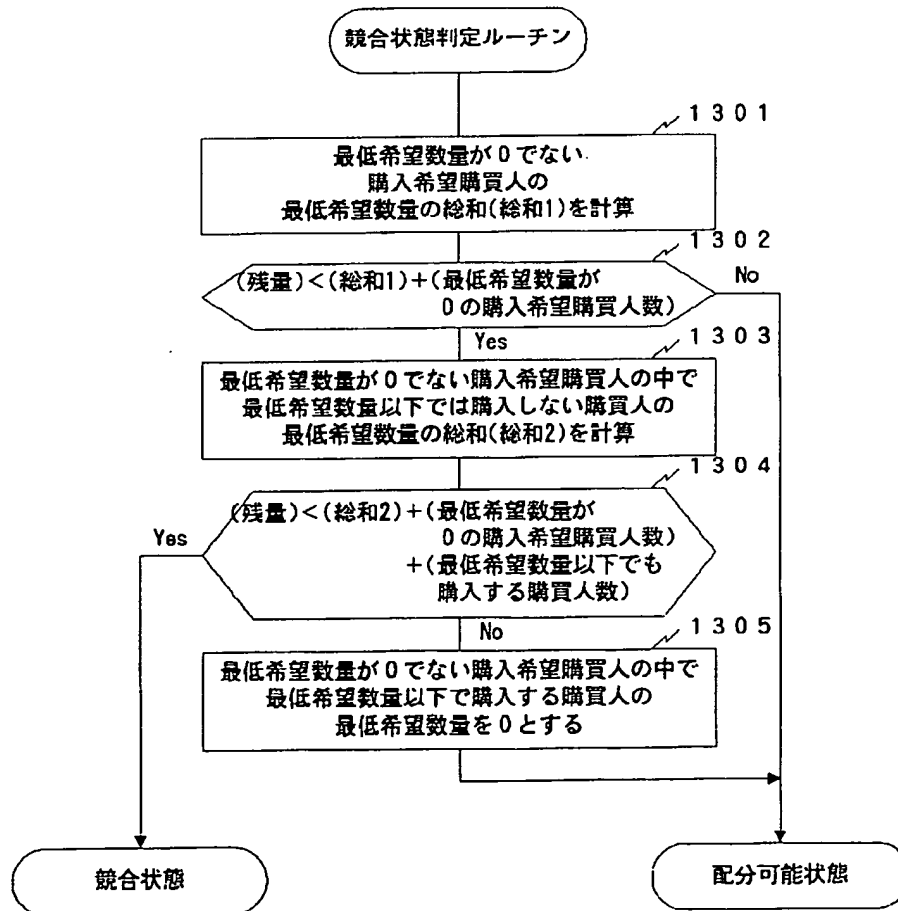 競合状態判定ルーチン
1301
最低希望数量が0でない
購入希望購買人の
最低希望数量の総和(総和1)を計算
1302
(残量)<(総和1)+(最低希望数量が
0の購入希望購買人数)
No
Yes
1303
最低希望数量が0でない購入希望購買人の中で
最低希望数量以下では購入しない購買人の
最低希望数量の総和(総和2)を計算
1304
(残量)<(総和2)+(最低希望数量が
0の購入希望購買人数)
+(最低希望数量以下でも
購入する購買人数)
Yes
No
1305
最低希望数量が0でない購入希望購買人の中で
最低希望数量以下で購入する購買人の
最低希望数量を0とする
競合状態
配分可能状態